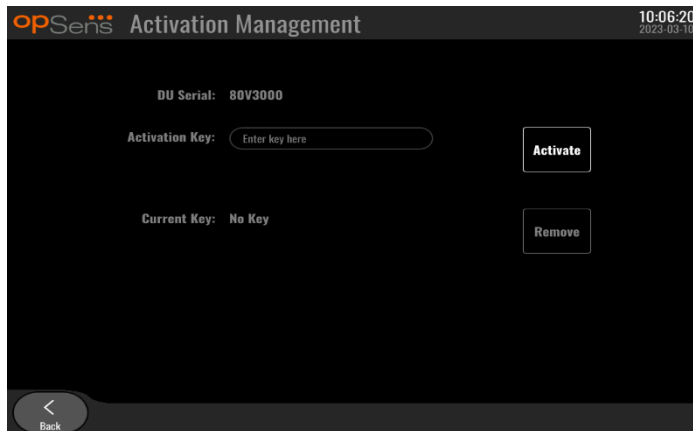 opSens Activation Management
10:06:20
2023-03-10
DU Serial: 80V3000
Activation Key: Enter key here
Activate
Current Key: No Key
Remove
Back